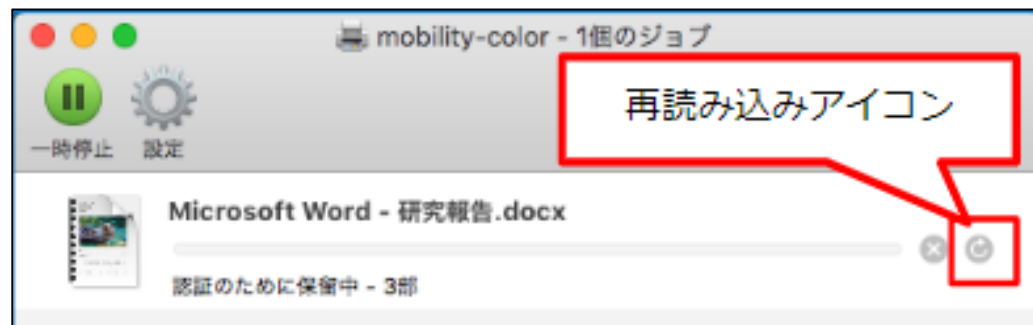 mobility-color - 1個のジョブ
再読み込みアイコン
一時停止 設定
Microsoft Word - 研究報告.docx
認証のために保留中 - 3部